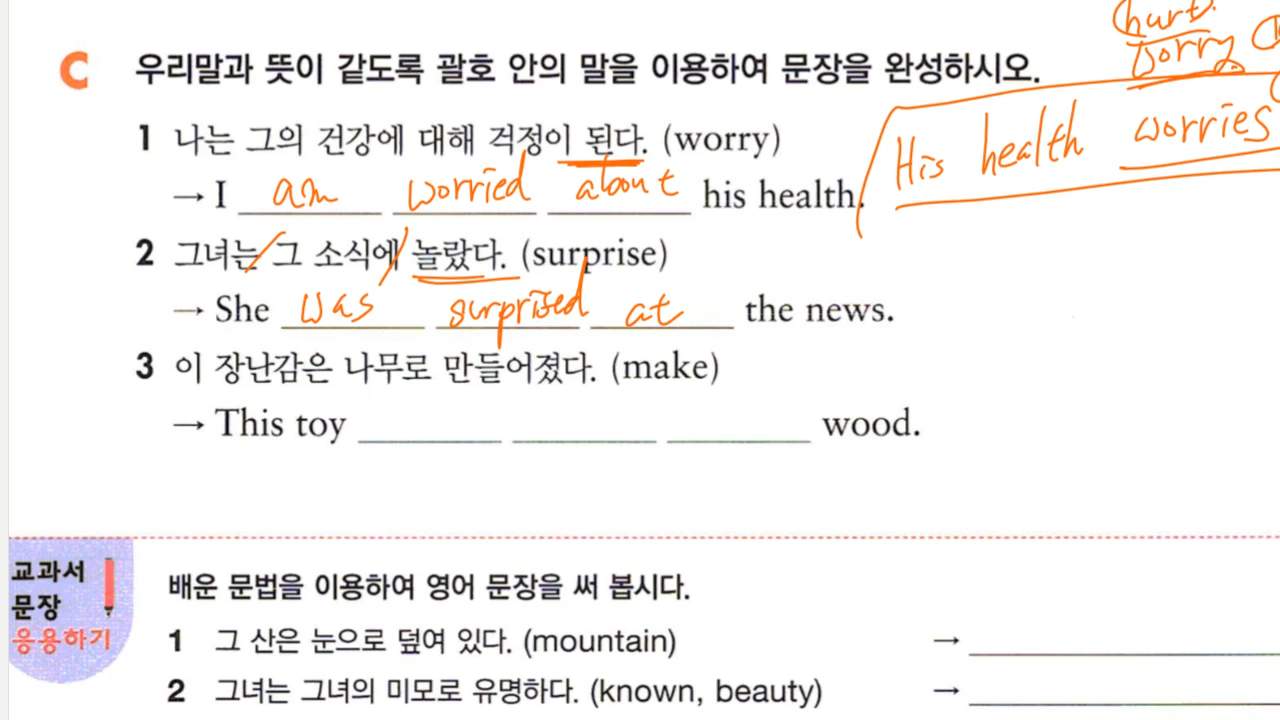 hurt
worry
C 우리말과 뜻이 같도록 괄호 안의 말을 이용하여 문장을 완성하시오.
His health worries
1 나는 그의 건강에 대해 걱정이 된다. (worry)
→ I am worried about his health.
2 그녀는 그 소식에 놀랐다. (surprise)
→ She was surprised at the news.
3 이 장난감은 나무로 만들어졌다. (make)
→ This toy wood.
교과서
문장
응용하기
배운 문법을 이용하여 영어 문장을 써 봅시다.
1 그 산은 눈으로 덮여 있다. (mountain) →
2 그녀는 그녀의 미모로 유명하다. (known, beauty) →